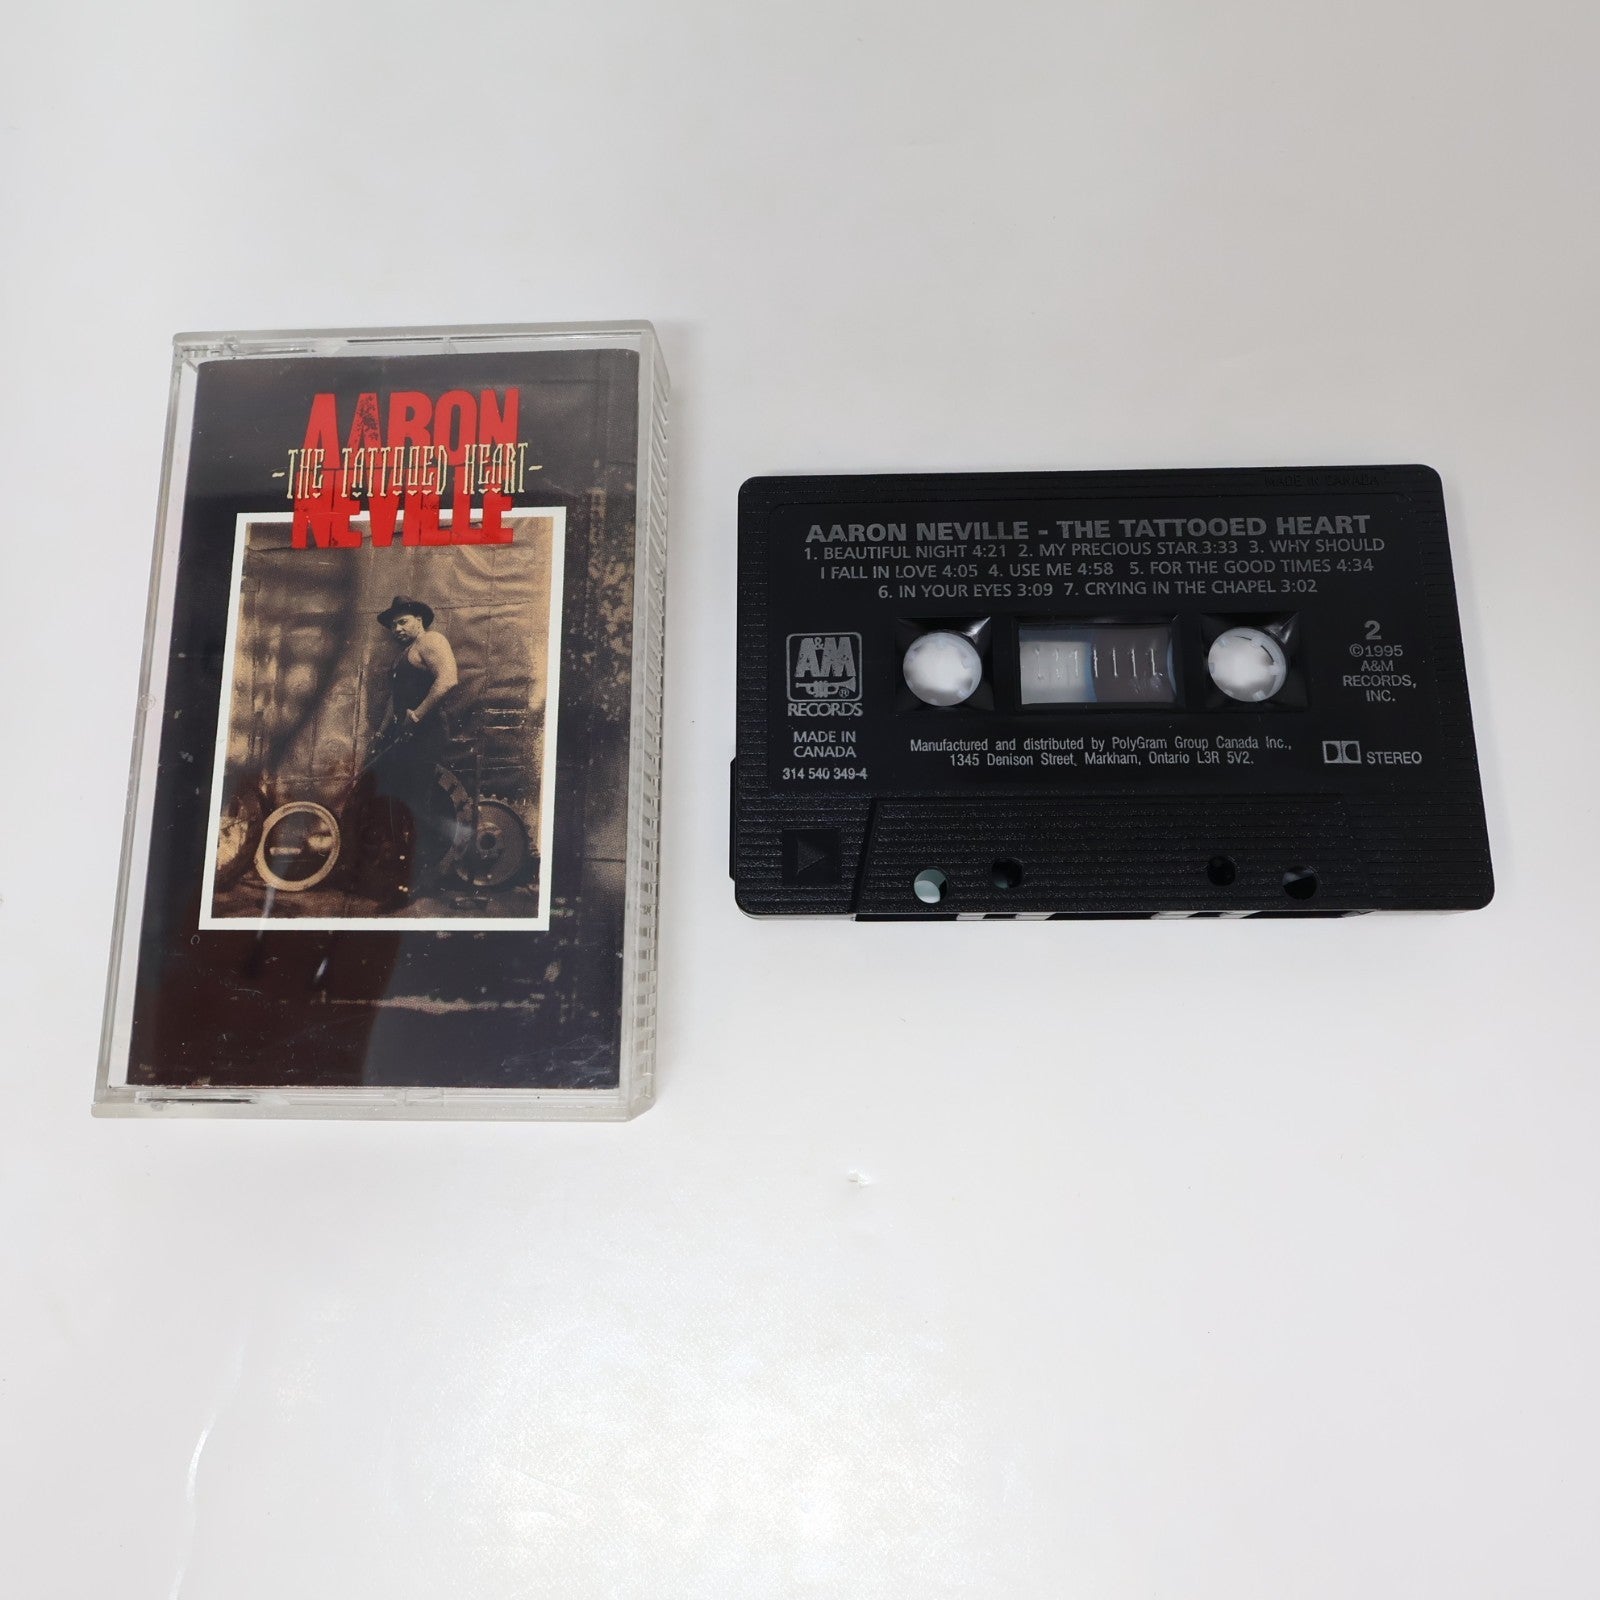 AARON
-THE TATTOOED HEART-
NEVILLE
C
MADE IN CANADA
AARON NEVILLE - THE TATTOOED HEART
1. BEAUTIFUL NIGHT 4:21 2. MY PRECIOUS STAR 3:33 3. WHY SHOULD
I FALL IN LOVE 4:05 4. USE ME 4:58 5. FOR THE GOOD TIMES 4:34
6. IN YOUR EYES 3:09 7. CRYING IN THE CHAPEL 3:02
A&M
®
RECORDS
MADE IN
CANADA
314 540 349-4
2
©1995
A&M
RECORDS,
INC.
Manufactured and distributed by PolyGram Group Canada Inc.,
1345 Denison Street, Markham, Ontario L3R 5V2.
STEREO